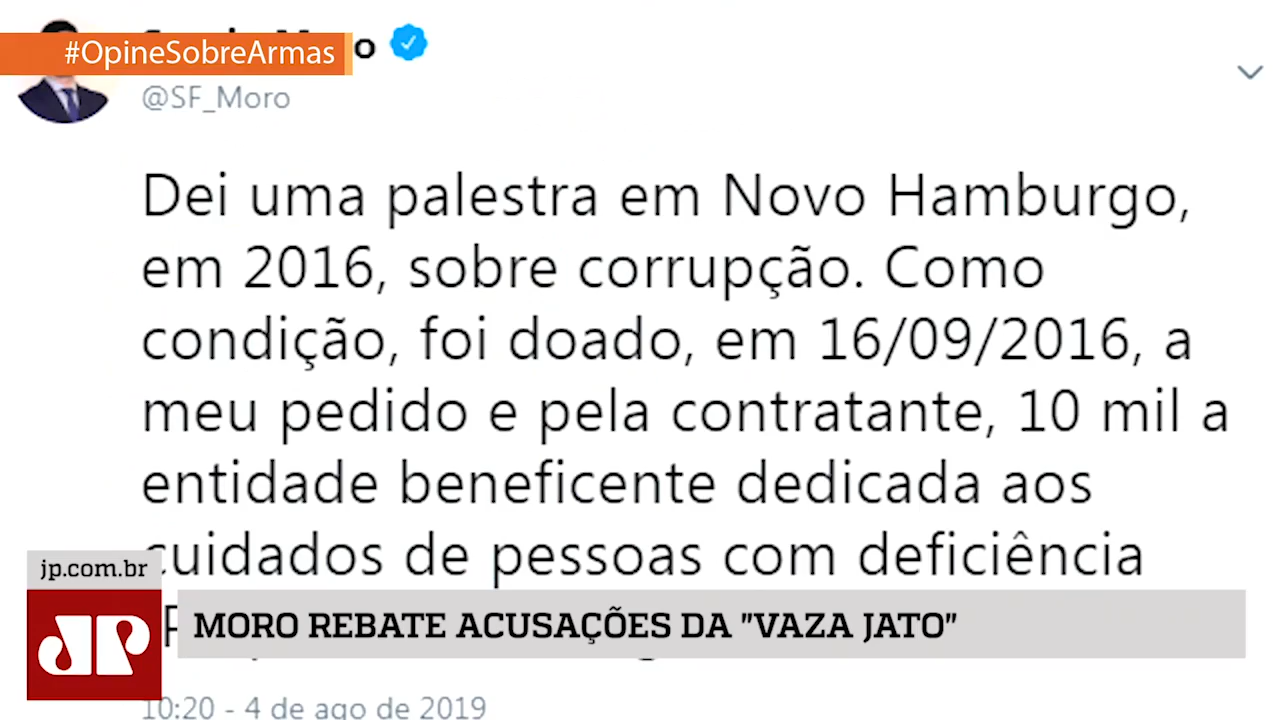 #OpineSobreArmas
@SF_Moro
Dei uma palestra em Novo Hamburgo,
em 2016, sobre corrupção. Como
condição, foi doado, em 16/09/2016, a
meu pedido e pela contratante, 10 mil a
entidade beneficente dedicada aos
cuidados de pessoas com deficiência
jp.com.br
JP
MORO REBATE ACUSAÇÕES DA "VAZA JATO"
10:20 - 4 de ago de 2019